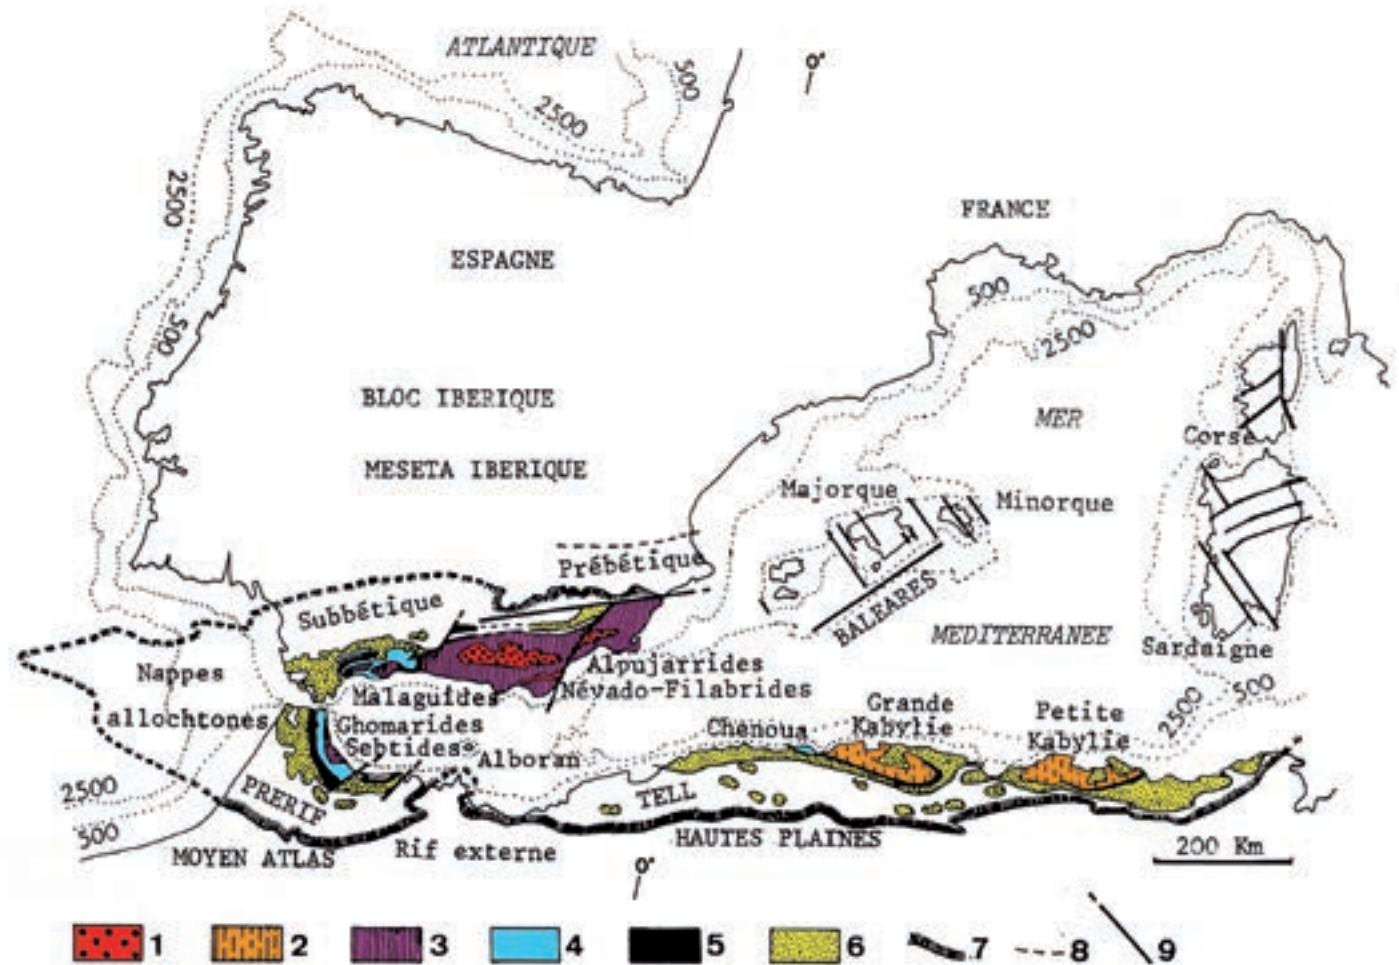 ATLANTIQUE
0°
500
2500
2500
FRANCE
ESPAGNE
500
500
2500
BLOC IBERIQUE
MER
Corse
MESETA IBERIQUE
Majorque
Minorque
Prébétique
Subbétique
BALEARES
MEDITERRANEE
Sardaigne
Nappes
allochtones
Alpujarrides
Névado-Filabrides
Malaguides
Ghomarides
Sebtides
Alboran
Chenoua
Grande
Kabylie
Petite
Kabylie
2500
500
2500
500
PRERIF
TELL
MOYEN ATLAS
Rif externe
HAUTES PLAINES
200 Km
0°
1
2
3
4
5
6
7
8
9